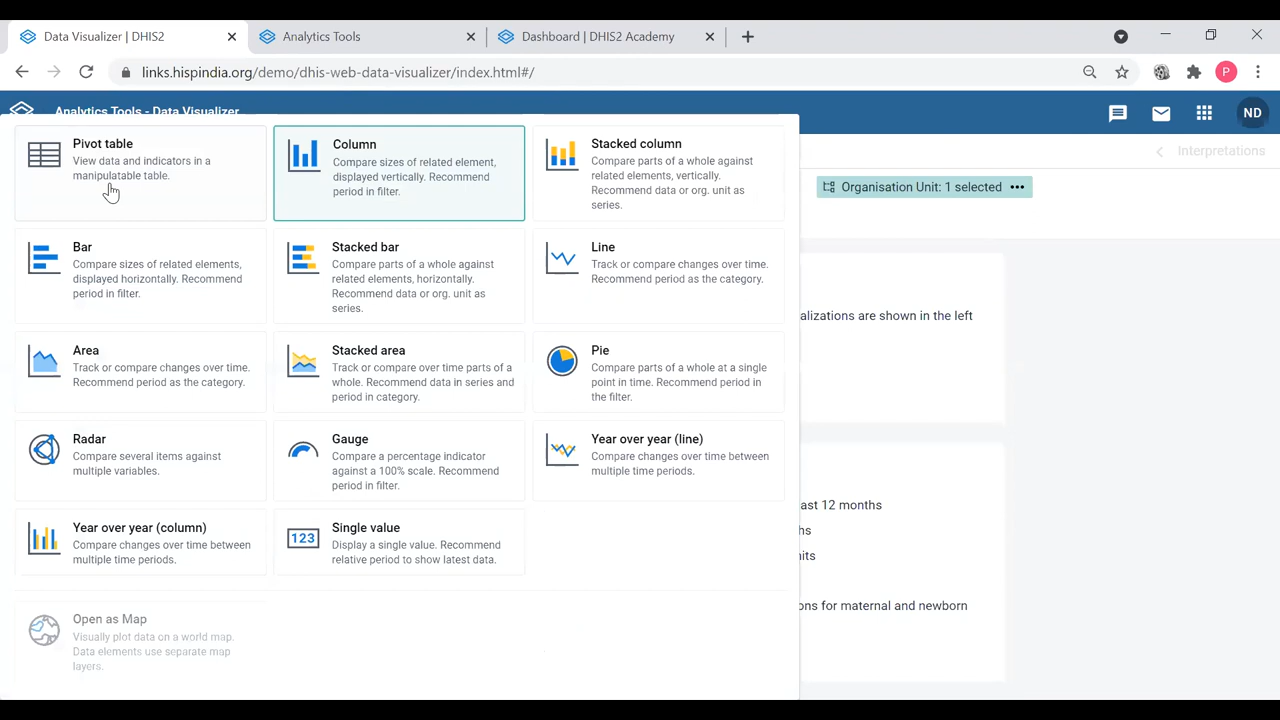 Data Visualizer | DHIS2
Analytics Tools
Dashboard | DHIS2 Academy
links.hispindia.org/demo/dhis-web-data-visualizer/index.html#/
P
Analytics Tools - Data Visualizer
ND
Interpretations
Organisation Unit: 1 selected
Pivot table
View data and indicators in a
manipulatable table.
Column
Compare sizes of related element,
displayed vertically. Recommend
period in filter.
Stacked column
Compare parts of a whole against
related elements, vertically.
Recommend data or org. unit as
series.
Bar
Compare sizes of related elements,
displayed horizontally. Recommend
period in filter.
Stacked bar
Compare parts of a whole against
related elements, horizontally.
Recommend data or org. unit as
series.
Line
Track or compare changes over time.
Recommend period as the category.
alizations are shown in the left
Area
Track or compare changes over time.
Recommend period as the category.
Stacked area
Track or compare over time parts of a
whole. Recommend data in series and
period in category.
Pie
Compare parts of a whole at a single
point in time. Recommend period in
the filter.
Radar
Compare several items against
multiple variables.
Gauge
Compare a percentage indicator
against a 100% scale. Recommend
period in filter.
Year over year (line)
Compare changes over time between
multiple time periods.
ast 12 months
hs
its
ons for maternal and newborn
Year over year (column)
Compare changes over time between
multiple time periods.
123
Single value
Display a single value. Recommend
relative period to show latest data.
Open as Map
Visually plot data on a world map.
Data elements use separate map
layers.